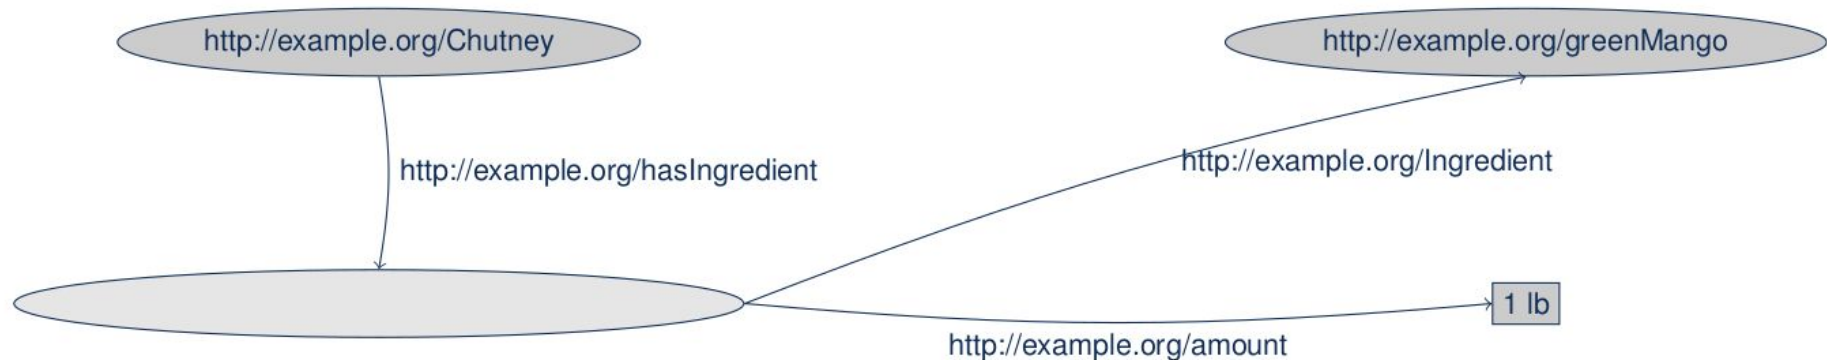 http://example.org/Chutney
http://example.org/greenMango
http://example.org/hasIngredient
http://example.org/Ingredient
1 lb
http://example.org/amount